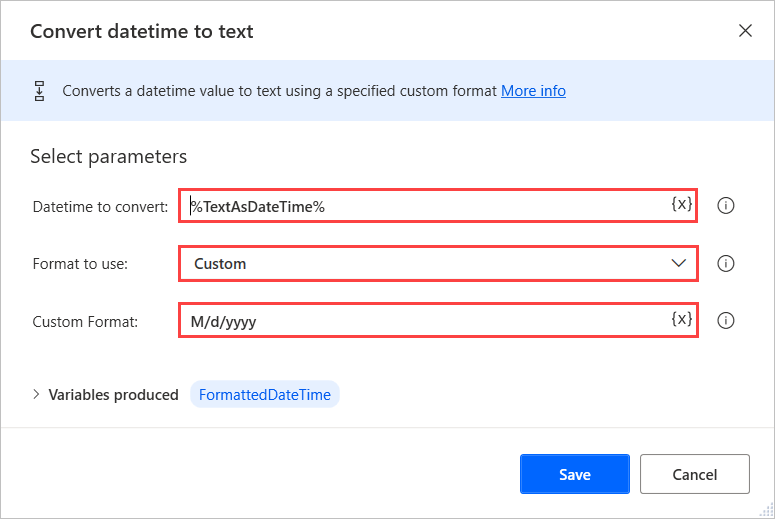 Convert datetime to text
Converts a datetime value to text using a specified custom format More info
Select parameters
Datetime to convert: %TextAsDateTime% {x}
Format to use: Custom
Custom Format: M/d/yyyy {x}
Variables produced FormattedDateTime
Save Cancel